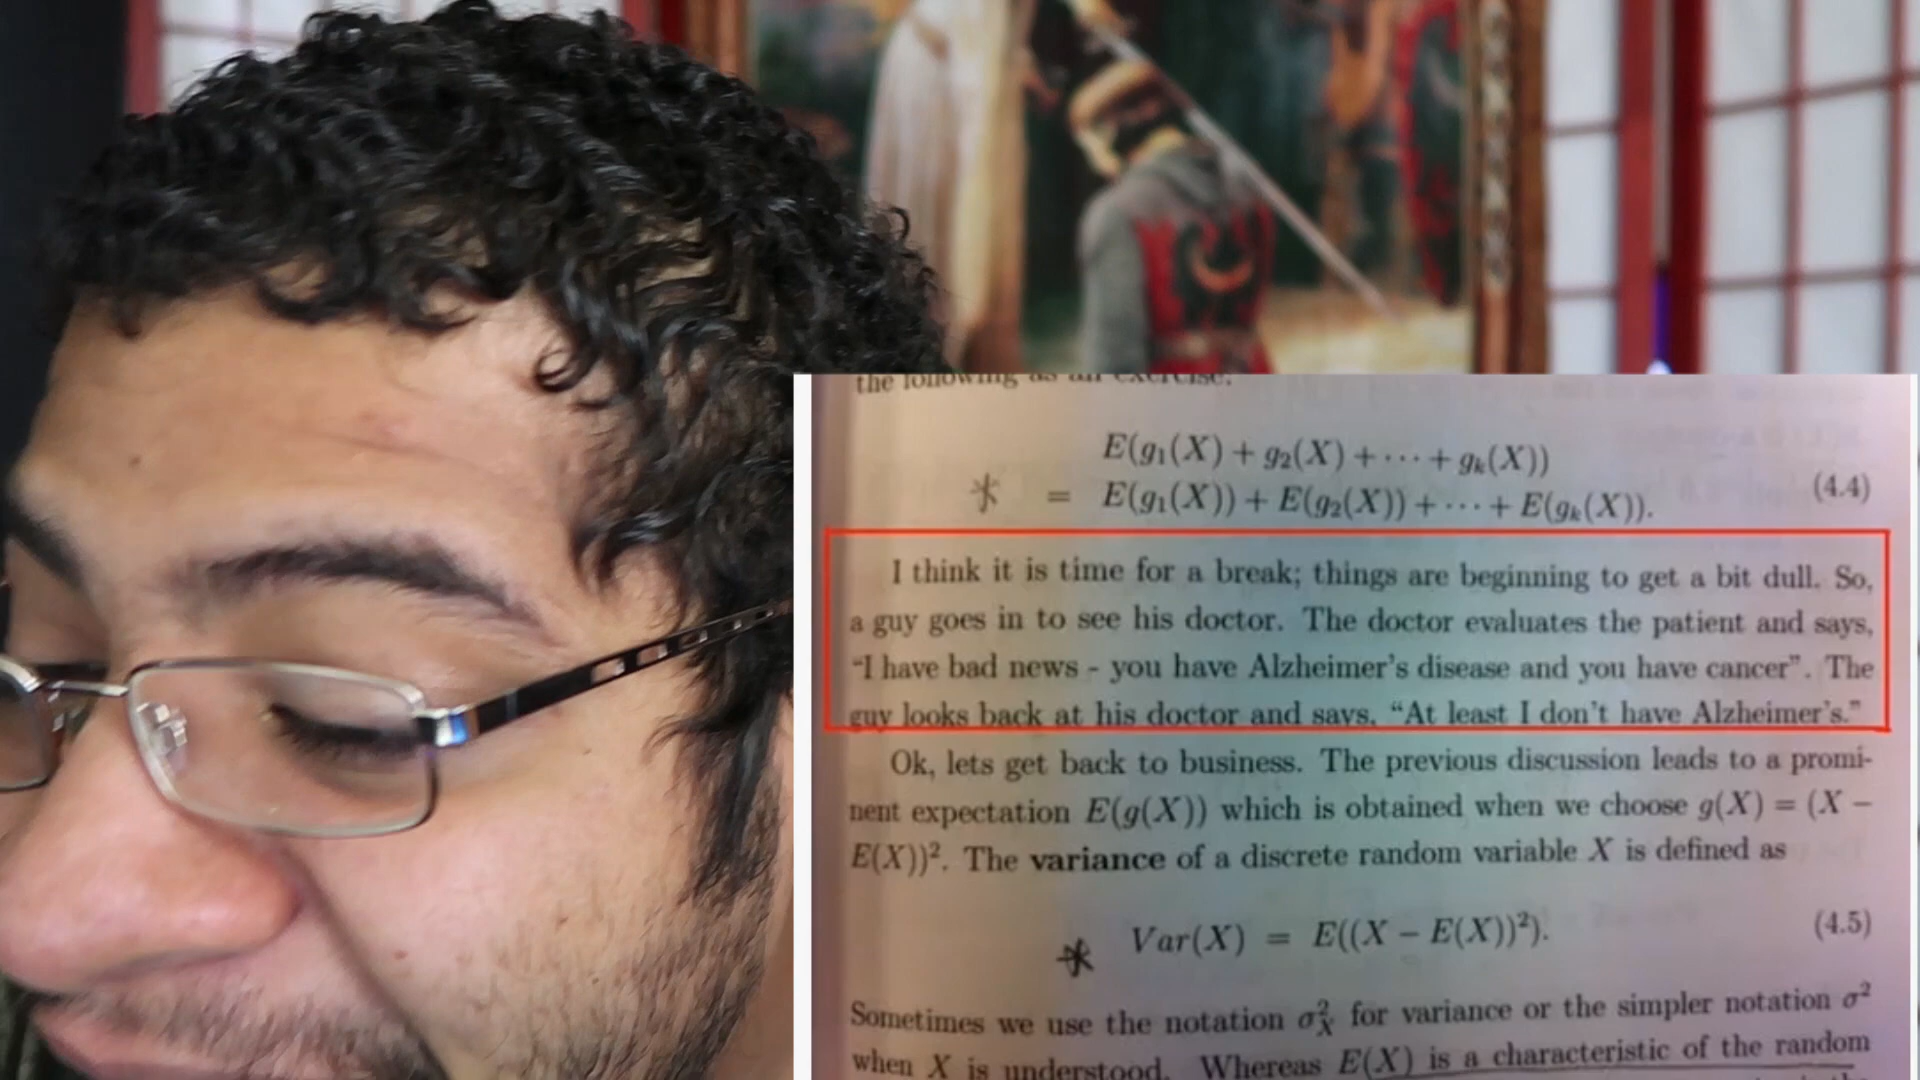 the following as an exercise.
E(g₁(X) + g₂(X) + ··· + gₖ(X))
* = E(g₁(X)) + E(g₂(X)) + ··· + E(gₖ(X)). (4.4)
I think it is time for a break; things are beginning to get a bit dull. So,
a guy goes in to see his doctor. The doctor evaluates the patient and says,
“I have bad news - you have Alzheimer’s disease and you have cancer”. The
guy looks back at his doctor and says, “At least I don’t have Alzheimer’s.”
Ok, lets get back to business. The previous discussion leads to a promi-
nent expectation E(g(X)) which is obtained when we choose g(X) = (X −
E(X))². The variance of a discrete random variable X is defined as
* Var(X) = E((X − E(X))²). (4.5)
Sometimes we use the notation σ²_X for variance or the simpler notation σ²
when X is understood. Whereas E(X) is a characteristic of the random